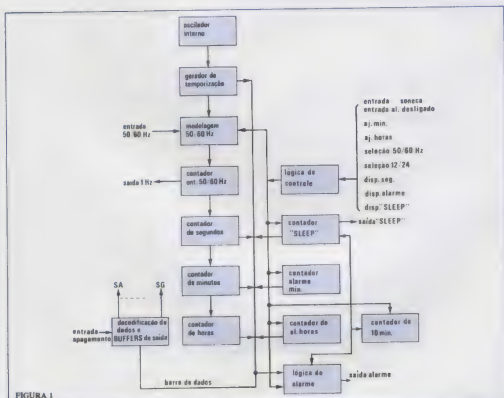 oscilador
interno
gerador de
temporização
entrada
50/60 Hz
modelagem
50/60 Hz
saída 1 Hz
contador
ant. 50/60 Hz
contador
de segundos
contador
de minutos
contador
de horas
SA
SG
entrada
apagamento
decodificação de
dados e
BUFFERS de saída
barra de dados
lógica de
controle
contador
"SLEEP"
saída "SLEEP"
contador
alarme
min.
contador
de al. horas
contador de
10 min.
lógica de
alarme
saída alarme
entrada soneca
entrada al. desligado
aj. min.
aj. horas
seleção 50/60 Hz
seleção 12/24
disp. seg.
disp. alarme
disp "SLEEP"
FIGURA 1